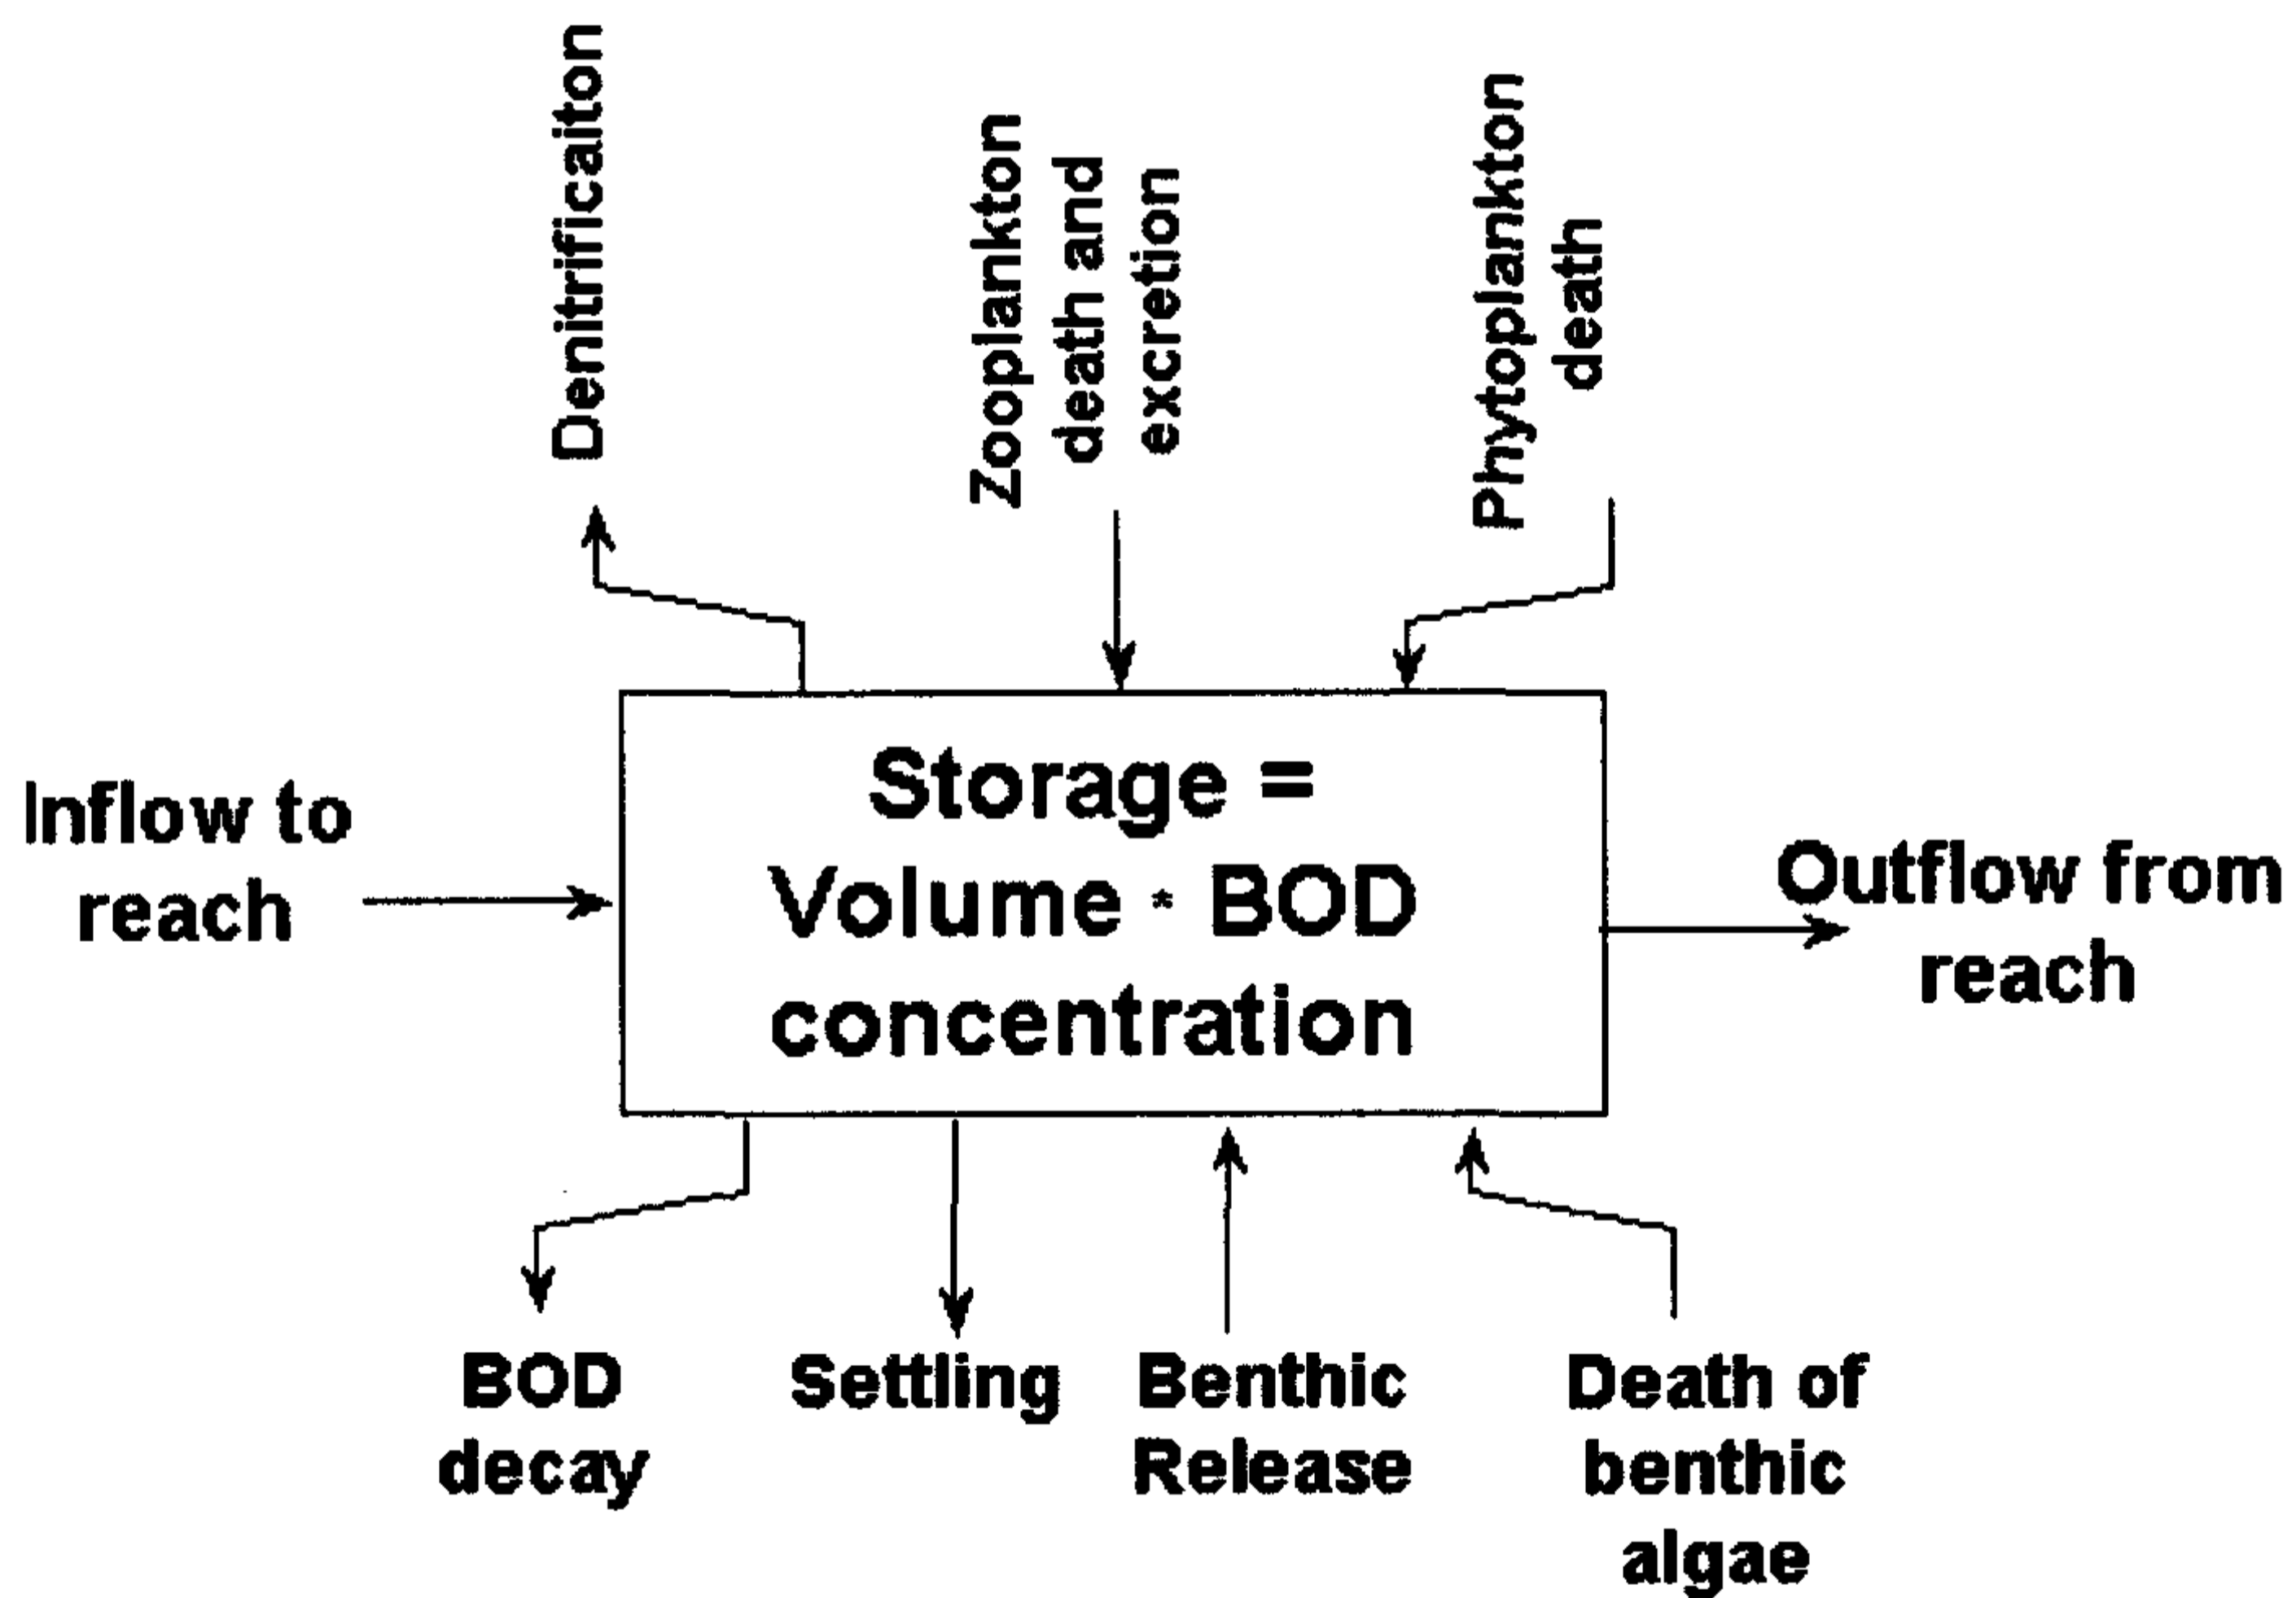 Denitrificaiton
Zooplankton
death and
excretion
Phytoplankton
death
Inflow to
reach
Storage =
Volume * BOD
concentration
Outflow from
reach
BOD
decay
Settling
Benthic
Release
Death of
benthic
algae